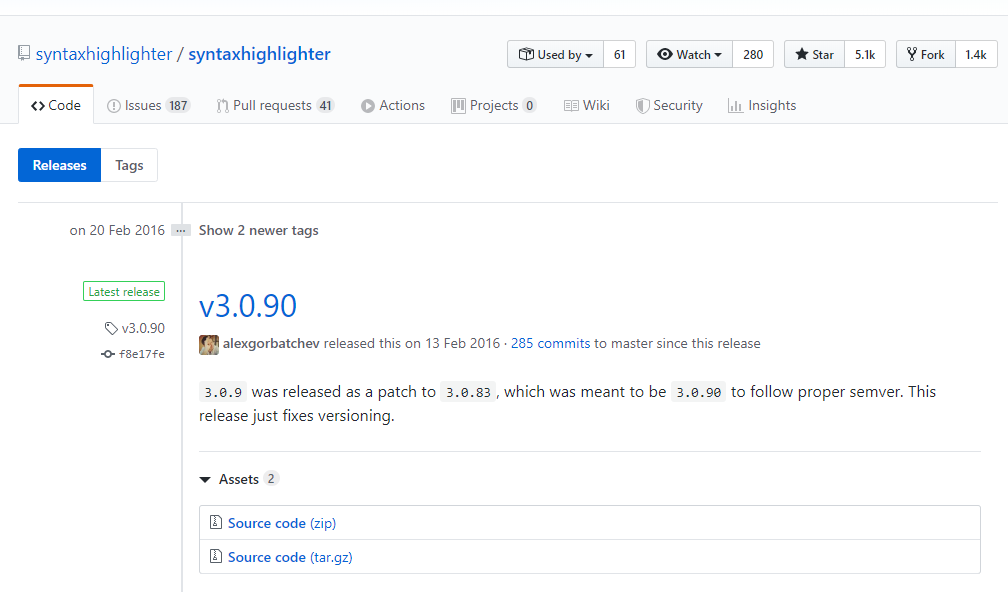 syntaxhighlighter / syntaxhighlighter
Used by 61 Watch 280 Star 5.1k Fork 1.4k
Code Issues 187 Pull requests 41 Actions Projects 0 Wiki Security Insights
Releases Tags
on 20 Feb 2016 ... Show 2 newer tags
Latest release
v3.0.90
v3.0.90
f8e17fe
alexgorbatchev released this on 13 Feb 2016 · 285 commits to master since this release
3.0.9 was released as a patch to 3.0.83, which was meant to be 3.0.90 to follow proper semver. This
release just fixes versioning.
Assets 2
Source code (zip)
Source code (tar.gz)